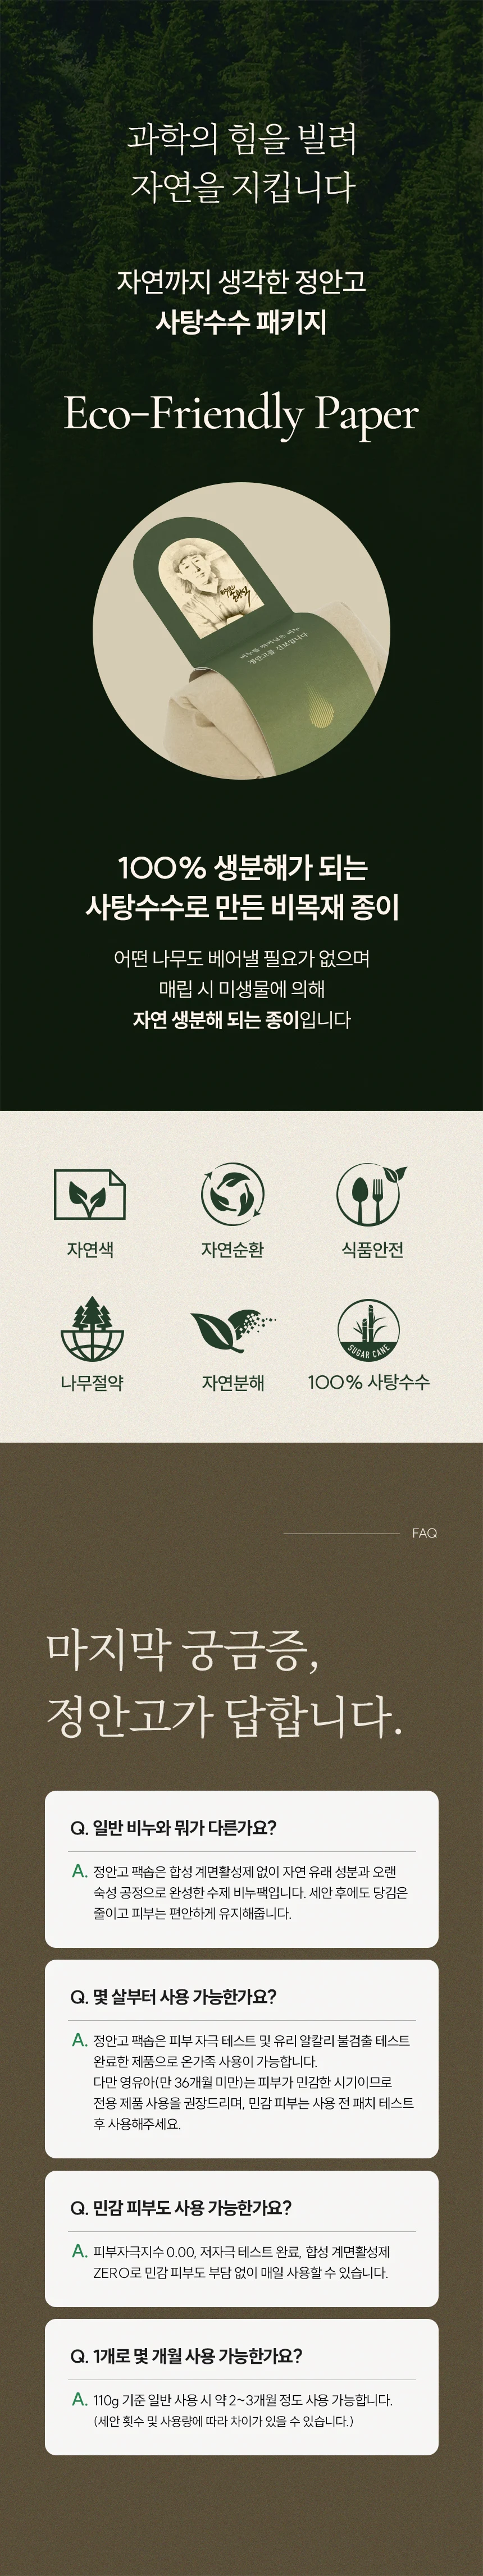 과학의 힘을 빌려
자연을 지킵니다
자연까지 생각한 정안고
사탕수수 패키지
Eco-Friendly Paper
정안고를 선보입니다
100% 생분해가 되는
사탕수수로 만든 비목재 종이
어떤 나무도 베어낼 필요가 없으며
매립 시 미생물에 의해
자연 생분해 되는 종이입니다
자연색
자연순환
식품안전
나무절약
자연분해
SUGAR CANE
100% 사탕수수
FAQ
마지막 궁금증,
정안고가 답합니다.
Q. 일반 비누와 뭐가 다른가요?
A. 정안고 팩솝은 합성 계면활성제 없이 자연 유래 성분과 오랜
숙성 공정으로 완성한 수제 비누팩입니다. 세안 후에도 당김은
줄이고 피부는 편안하게 유지해줍니다.
Q. 몇 살부터 사용 가능한가요?
A. 정안고 팩솝은 피부 자극 테스트 및 유리 알칼리 불검출 테스트
완료한 제품으로 온가족 사용이 가능합니다.
다만 영유아(만 36개월 미만)는 피부가 민감한 시기이므로
전용 제품 사용을 권장드리며, 민감 피부는 사용 전 패치 테스트
후 사용해주세요.
Q. 민감 피부도 사용 가능한가요?
A. 피부자극지수 0.00, 저자극 테스트 완료, 합성 계면활성제
ZERO로 민감 피부도 부담 없이 매일 사용할 수 있습니다.
Q. 1개로 몇 개월 사용 가능한가요?
A. 110g 기준 일반 사용 시 약 2~3개월 정도 사용 가능합니다.
(세안 횟수 및 사용량에 따라 차이가 있을 수 있습니다.)